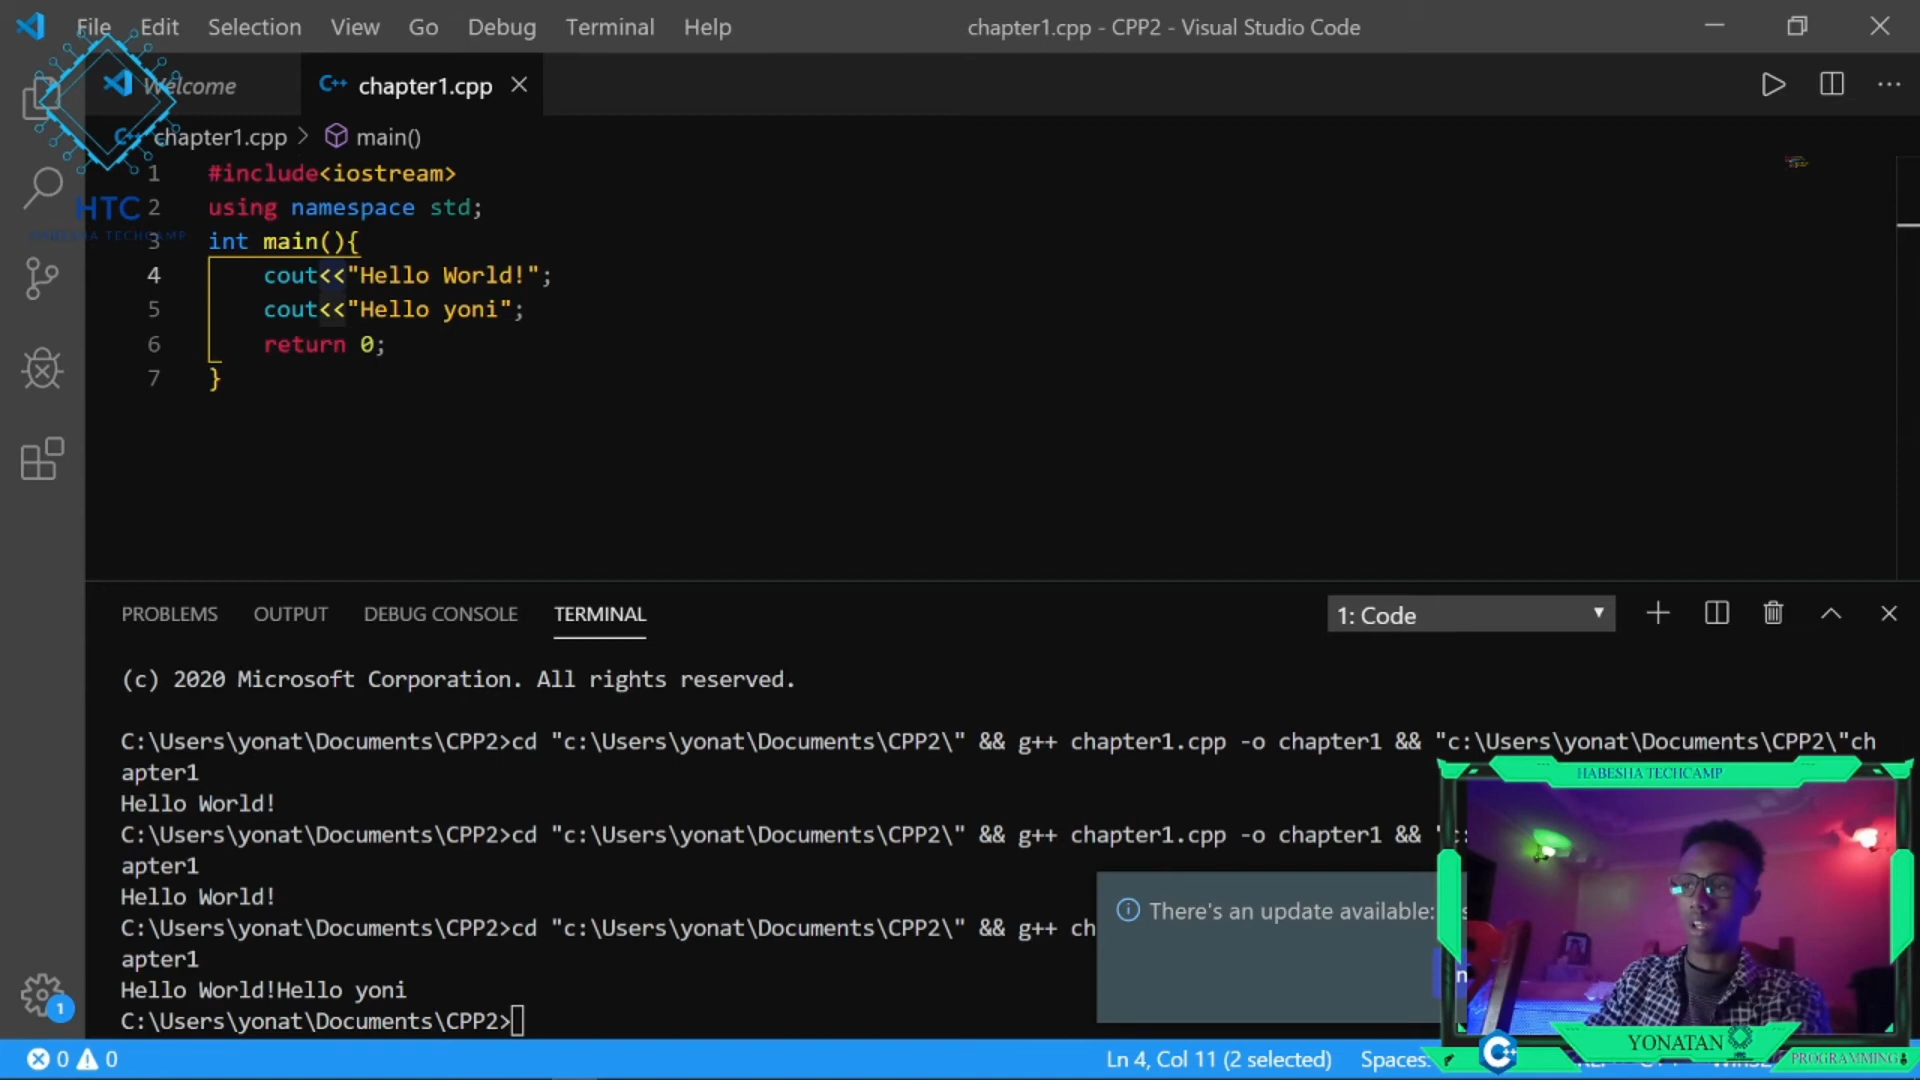 File Edit Selection View Go Debug Terminal Help chapter1.cpp - CPP2 - Visual Studio Code
Welcome C++ chapter1.cpp
C++ chapter1.cpp > main()
1 #include<iostream>
HTC
2 using namespace std;
HABESHA TECHCAMP
3 int main(){
4 cout<<"Hello World!";
5 cout<<"Hello yoni";
6 return 0;
7 }
PROBLEMS OUTPUT DEBUG CONSOLE TERMINAL 1: Code
(c) 2020 Microsoft Corporation. All rights reserved.
C:\Users\yonat\Documents\CPP2>cd "c:\Users\yonat\Documents\CPP2\" && g++ chapter1.cpp -o chapter1 && "c:\Users\yonat\Documents\CPP2\"ch
apter1
Hello World!
C:\Users\yonat\Documents\CPP2>cd "c:\Users\yonat\Documents\CPP2\" && g++ chapter1.cpp -o chapter1 && "c:
apter1
Hello World!
C:\Users\yonat\Documents\CPP2>cd "c:\Users\yonat\Documents\CPP2\" && g++ ch
apter1
Hello World!Hello yoni
C:\Users\yonat\Documents\CPP2>
There's an update available:
HABESHA TECHCAMP
YONATAN
C++ PROGRAMMING
1
0 0 Ln 4, Col 11 (2 selected) Spaces: